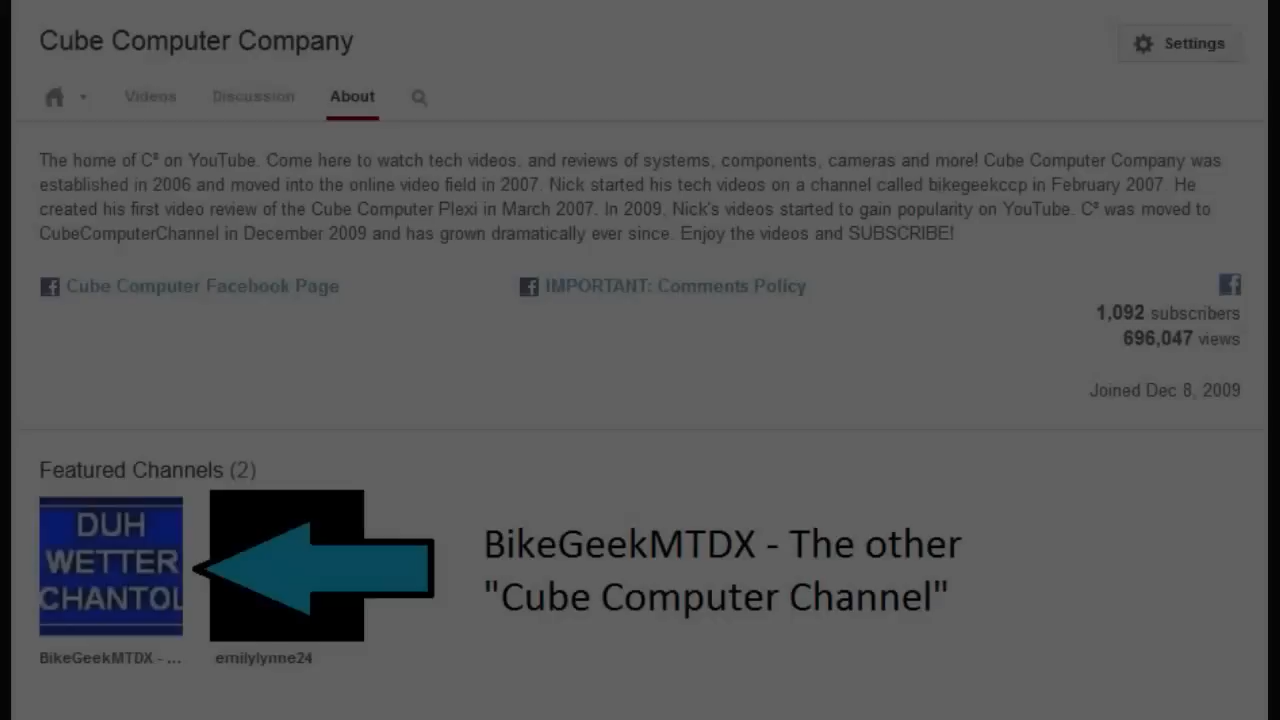 Cube Computer Company
Settings
Videos Discussion About
The home of C³ on YouTube. Come here to watch tech videos, and reviews of systems, components, cameras and more! Cube Computer Company was
established in 2006 and moved into the online video field in 2007. Nick started his tech videos on a channel called bikegeekccp in February 2007. He
created his first video review of the Cube Computer Plexi in March 2007. In 2009, Nick's videos started to gain popularity on YouTube. C³ was moved to
CubeComputerChannel in December 2009 and has grown dramatically ever since. Enjoy the videos and SUBSCRIBE!
Cube Computer Facebook Page
IMPORTANT: Comments Policy
1,092 subscribers
696,047 views
Joined Dec 8, 2009
Featured Channels (2)
DUH
WETTER
CHANTOL
BikeGeekMTDX - ...
emilylynne24
BikeGeekMTDX - The other
"Cube Computer Channel"